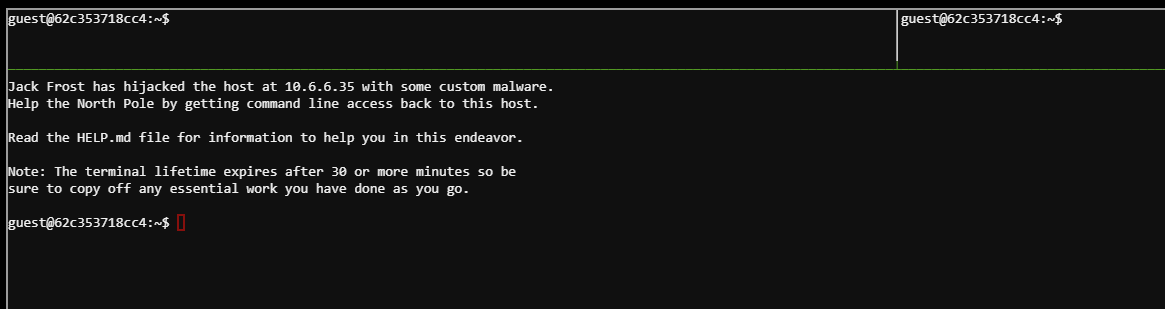 guest@62c353718cc4:~$
guest@62c353718cc4:~$
Jack Frost has hijacked the host at 10.6.6.35 with some custom malware.
Help the North Pole by getting command line access back to this host.
Read the HELP.md file for information to help you in this endeavor.
Note: The terminal lifetime expires after 30 or more minutes so be
sure to copy off any essential work you have done as you go.
guest@62c353718cc4:~$